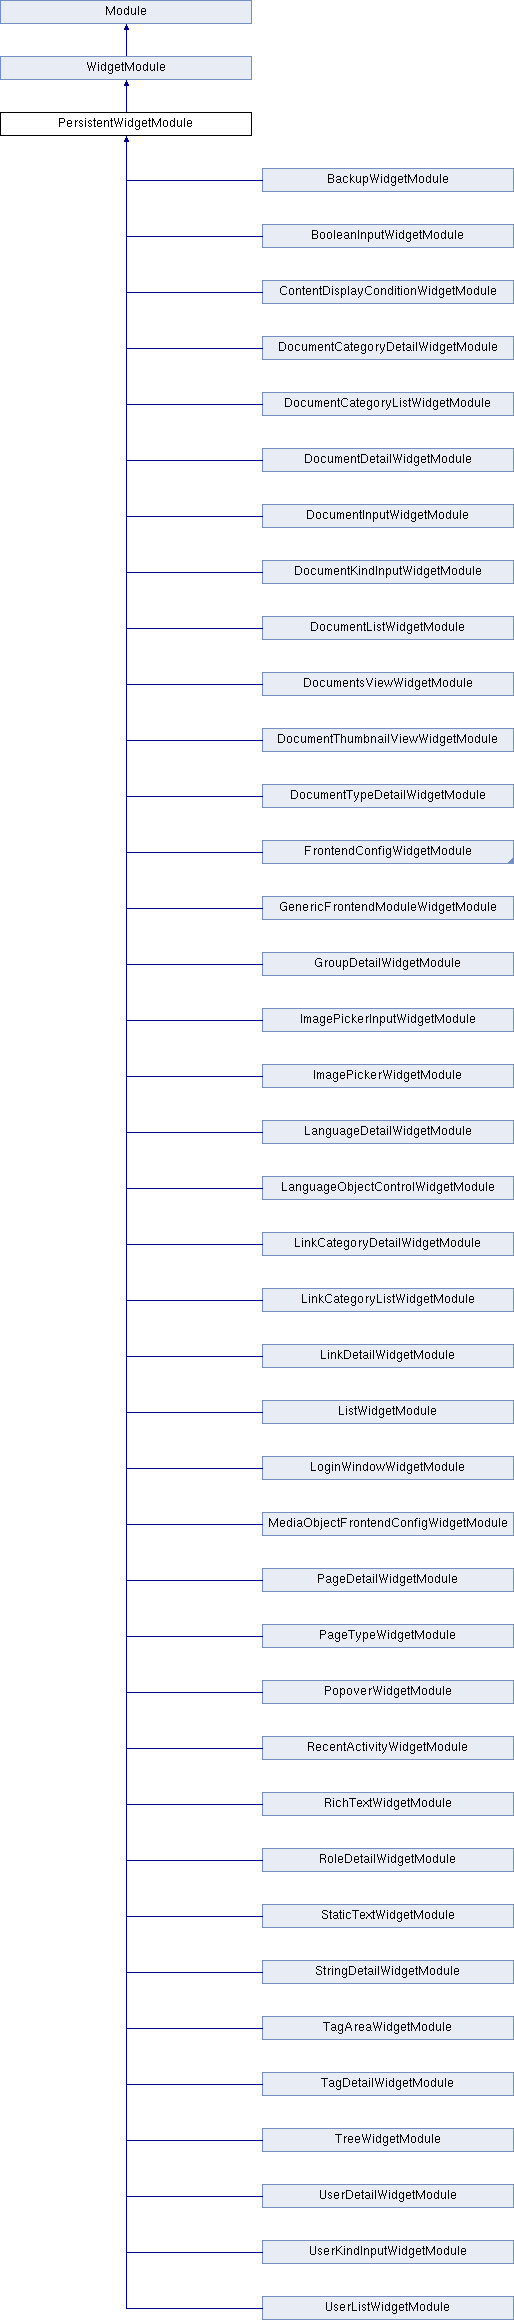 Module
WidgetModule
PersistentWidgetModule
BackupWidgetModule
BooleanInputWidgetModule
ContentDisplayConditionWidgetModule
DocumentCategoryDetailWidgetModule
DocumentCategoryListWidgetModule
DocumentDetailWidgetModule
DocumentInputWidgetModule
DocumentKindInputWidgetModule
DocumentListWidgetModule
DocumentsViewWidgetModule
DocumentThumbnailViewWidgetModule
DocumentTypeDetailWidgetModule
FrontendConfigWidgetModule
GenericFrontendModuleWidgetModule
GroupDetailWidgetModule
ImagePickerInputWidgetModule
ImagePickerWidgetModule
LanguageDetailWidgetModule
LanguageObjectControlWidgetModule
LinkCategoryDetailWidgetModule
LinkCategoryListWidgetModule
LinkDetailWidgetModule
ListWidgetModule
LoginWindowWidgetModule
MediaObjectFrontendConfigWidgetModule
PageDetailWidgetModule
PageTypeWidgetModule
PopoverWidgetModule
RecentActivityWidgetModule
RichTextWidgetModule
RoleDetailWidgetModule
StaticTextWidgetModule
StringDetailWidgetModule
TagAreaWidgetModule
TagDetailWidgetModule
TreeWidgetModule
UserDetailWidgetModule
UserKindInputWidgetModule
UserListWidgetModule